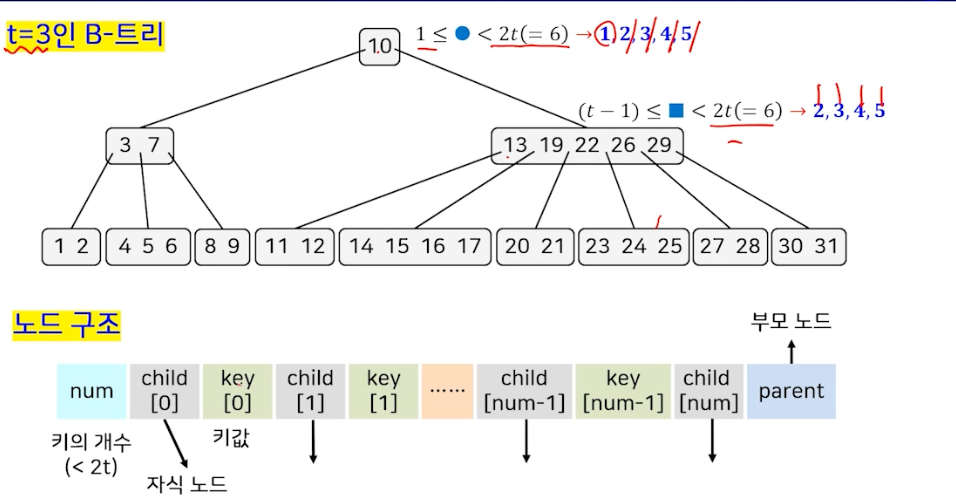 t=3인 B-트리
10
1 ≤ ● < 2t(= 6) → 1, 2, 3, 4, 5
(t − 1) ≤ ■ < 2t(= 6) → 2, 3, 4, 5
3 7
13 19 22 26 29
1 2
4 5 6
8 9
11 12
14 15 16 17
20 21
23 24 25
27 28
30 31
노드 구조
부모 노드
num
child
[0]
key
[0]
child
[1]
key
[1]
······
child
[num-1]
key
[num-1]
child
[num]
parent
키의 개수
(< 2t)
키값
자식 노드